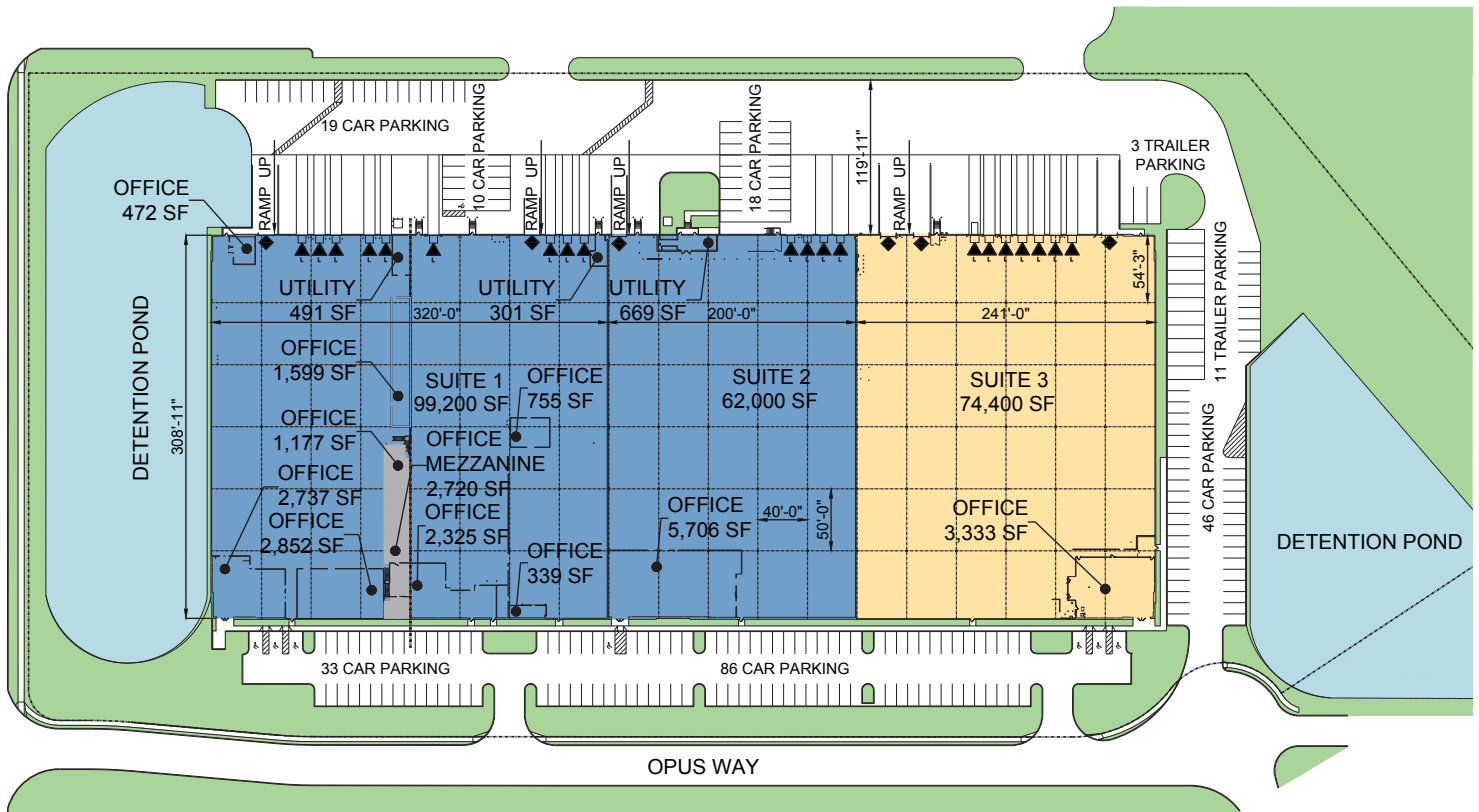 19 CAR PARKING
10 CAR PARKING
18 CAR PARKING
119'-11"
3 TRAILER
PARKING
OFFICE
472 SF
RAMP UP
RAMP UP
RAMP UP
RAMP UP
11 TRAILER PARKING
54'-3"
UTILITY
491 SF
UTILITY
301 SF
UTILITY
669 SF
320'-0"
200'-0"
241'-0"
DETENTION POND
308'-11"
OFFICE
1,599 SF
SUITE 1
99,200 SF
OFFICE
755 SF
SUITE 2
62,000 SF
SUITE 3
74,400 SF
OFFICE
1,177 SF
OFFICE
MEZZANINE
2,720 SF
OFFICE
2,737 SF
OFFICE
2,852 SF
OFFICE
2,325 SF
OFFICE
339 SF
OFFICE
5,706 SF
40'-0"
50'-0"
OFFICE
3,333 SF
46 CAR PARKING
DETENTION POND
33 CAR PARKING
86 CAR PARKING
OPUS WAY